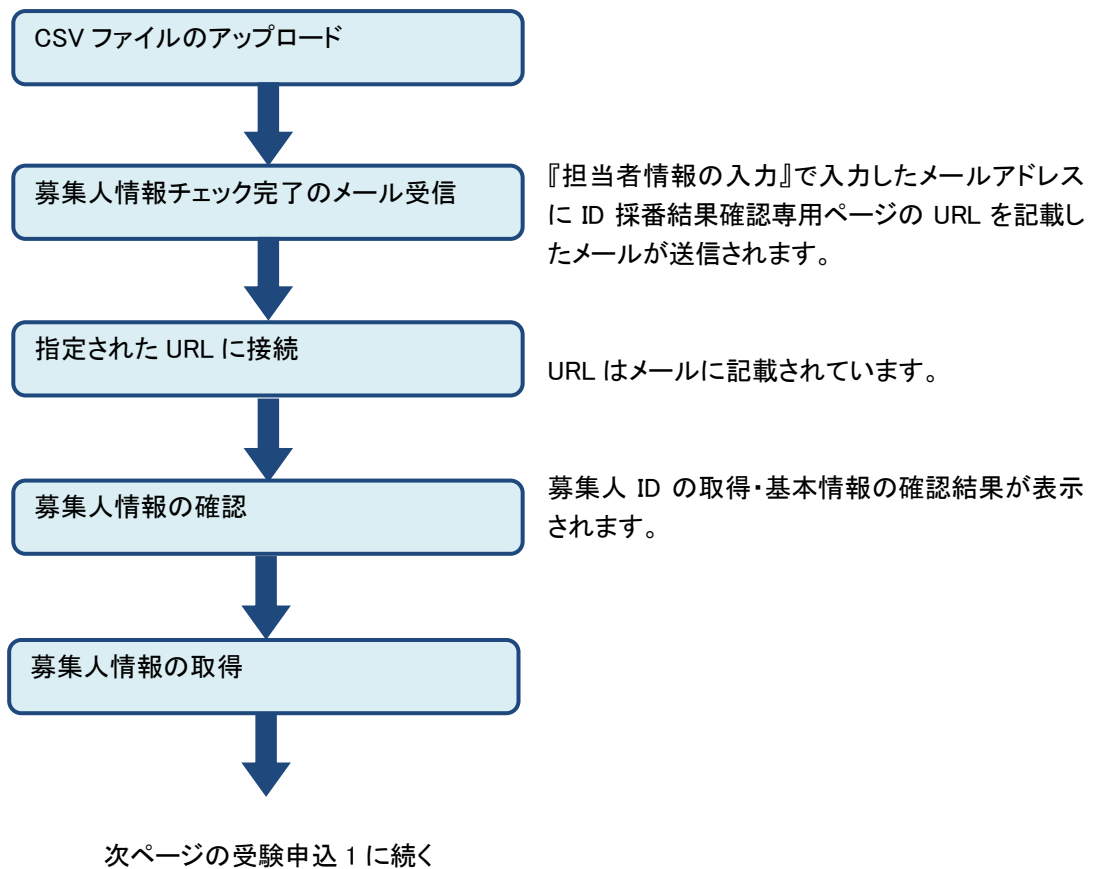 CSV ファイルのアップロード
募集人情報チェック完了のメール受信
『担当者情報の入力』で入力したメールアドレス
に ID 採番結果確認専用ページの URL を記載し
たメールが送信されます。
指定された URL に接続
URL はメールに記載されています。
募集人情報の確認
募集人 ID の取得・基本情報の確認結果が表示
されます。
募集人情報の取得
次ページの受験申込 1 に続く